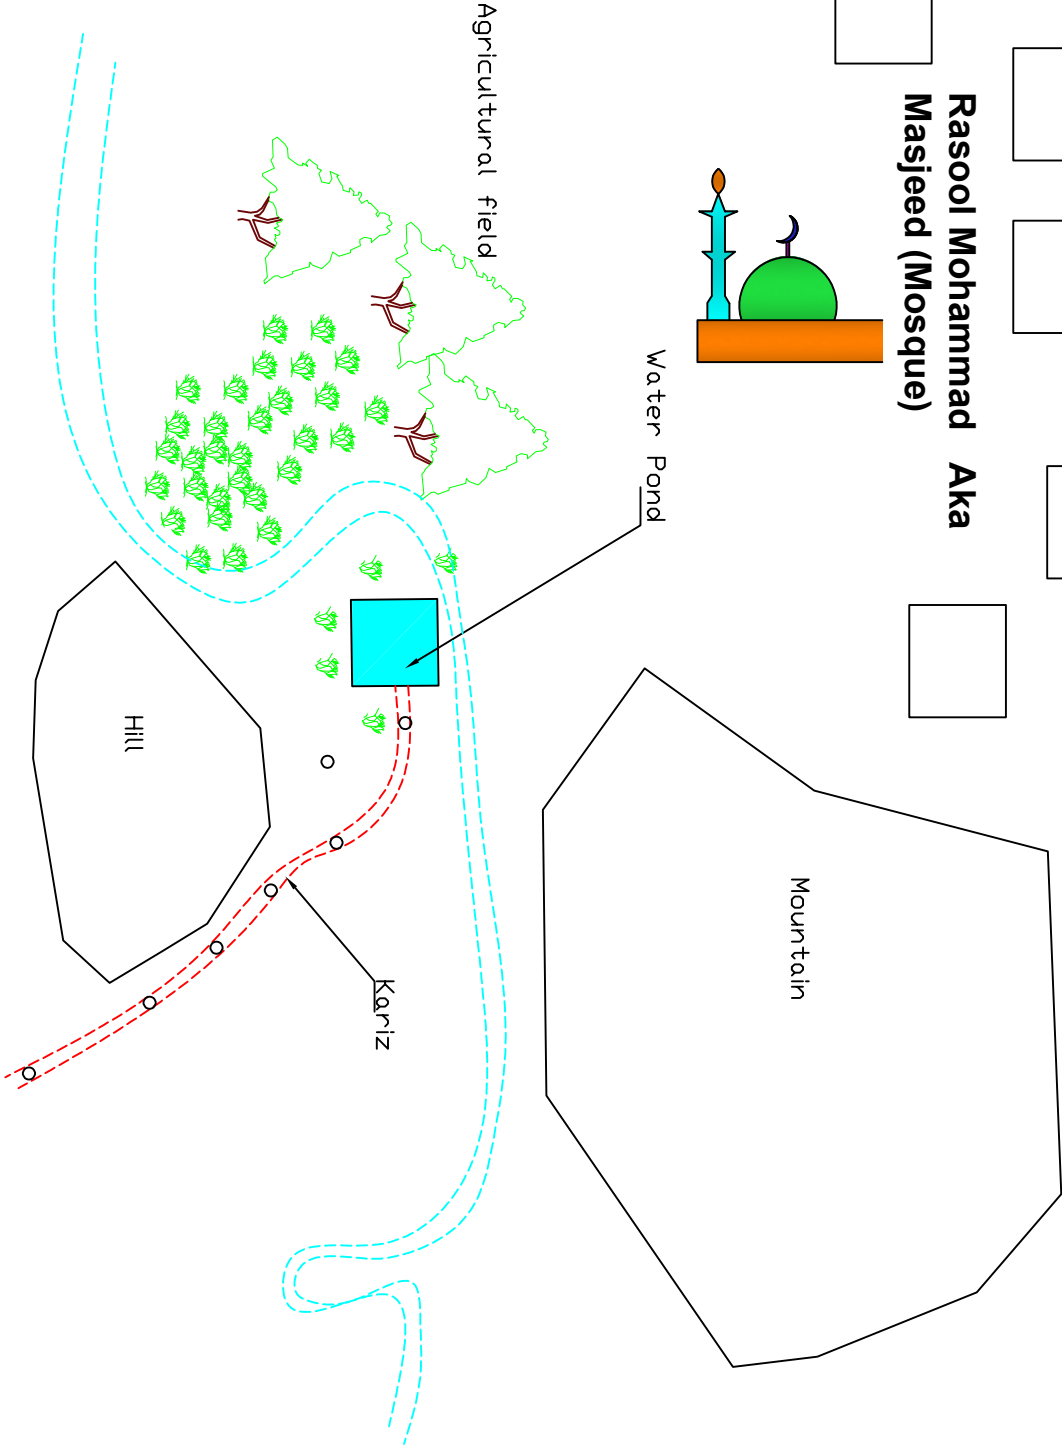 Rasool Mohammad Aka
Masjeed (Mosque)
Agricultural field
Water Pond
Mountain
Kariz
Hill